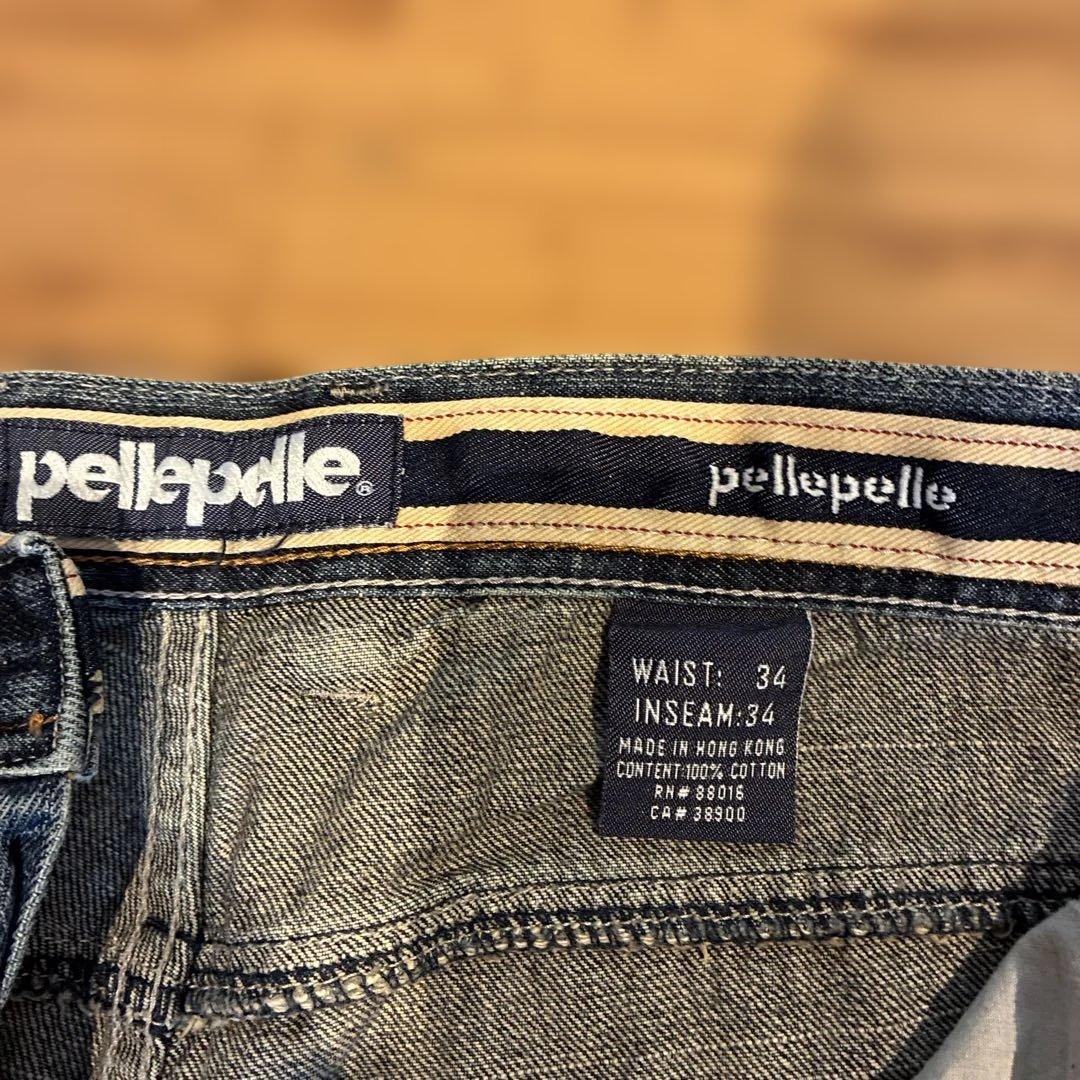 pellepelle®
pellepelle
WAIST: 34
INSEAM:34
MADE IN HONG KONG
CONTENT:100% COTTON
RN# 88016
CA# 38900